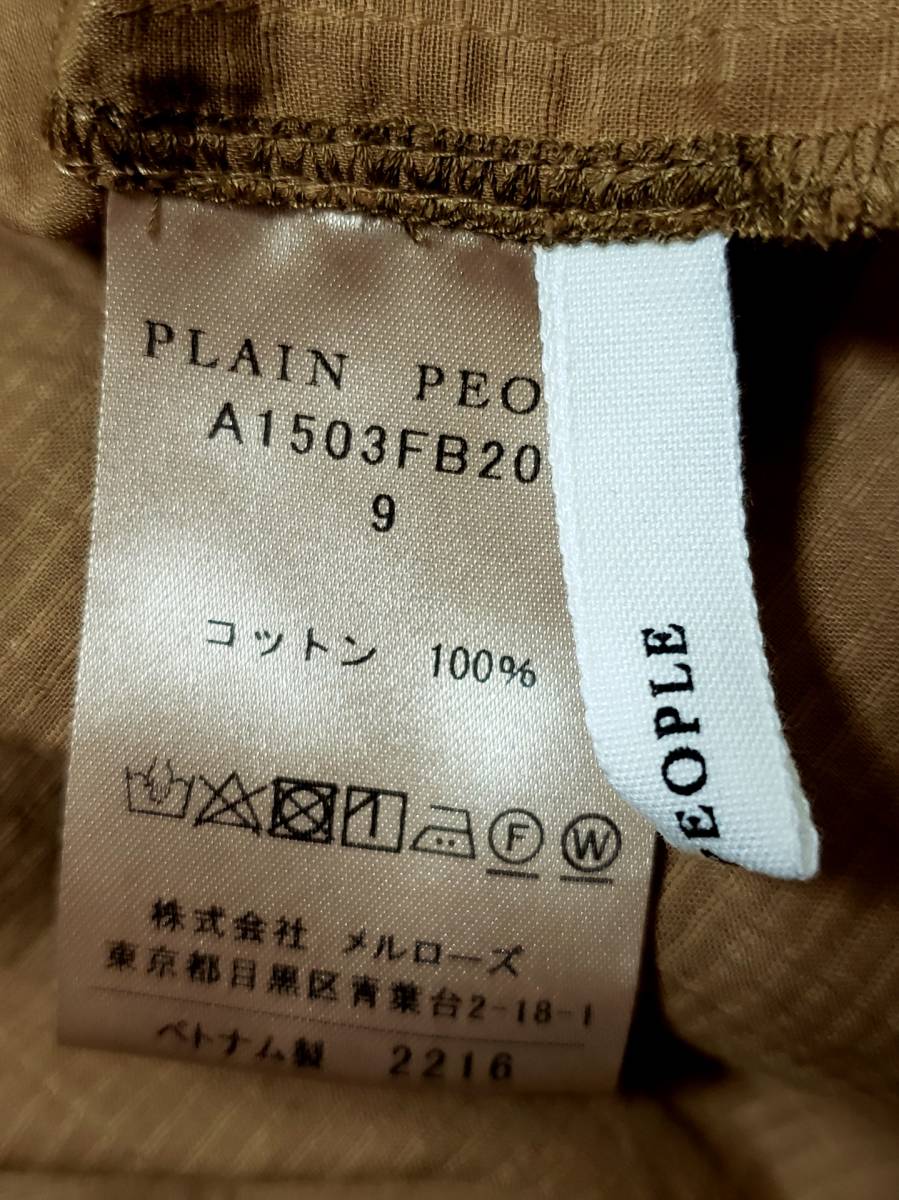 PLAIN PEO
A1503FB20
9
コットン 100%
F W
株式会社 メルローズ
東京都目黒区青葉台2-18-1
ベトナム製 2216
PEOPLE